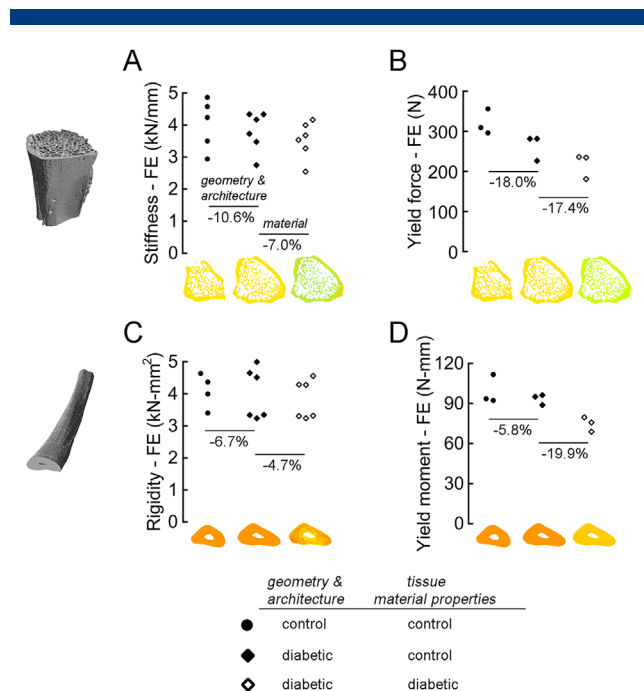 A
Stiffness - FE (kN/mm)
5
4
3
2
1
0
geometry &
architecture
-10.6%
material
-7.0%
B
Yield force - FE (N)
400
300
200
100
0
-18.0%
-17.4%
C
Rigidity - FE (kN-mm²)
5
4
3
2
1
0
-6.7%
-4.7%
D
Yield moment - FE (N-mm)
120
90
60
30
0
-5.8%
-19.9%
geometry & tissue
architecture material properties
control control
diabetic control
diabetic diabetic